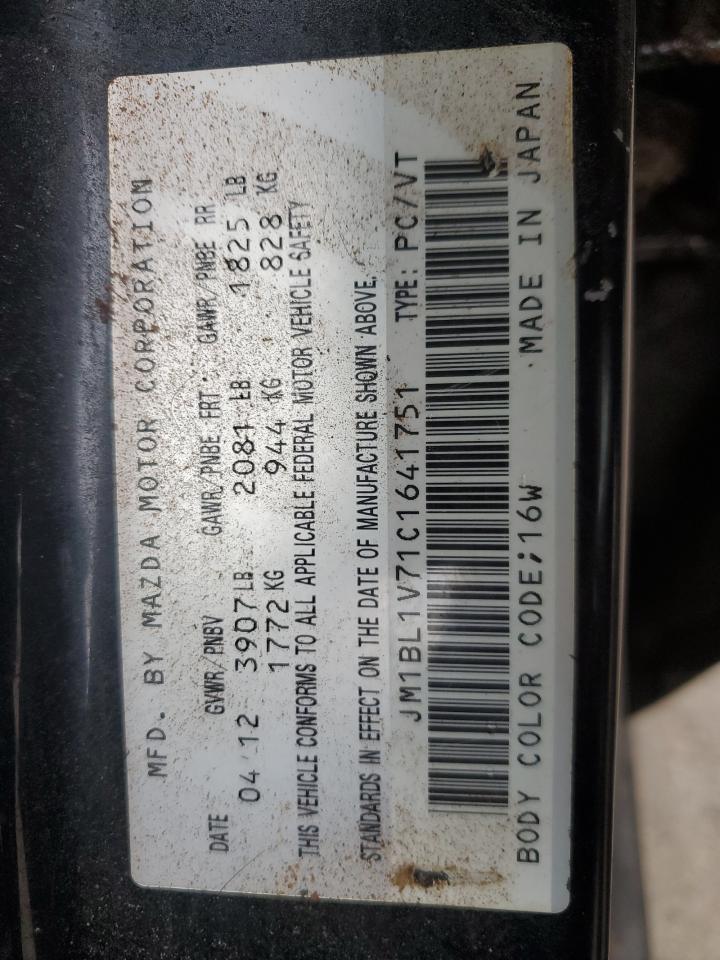 MFD. BY MAZDA MOTOR CORPORATION
DATE GVWR/PNBV GAWR/PNBE FRT GAWR/PNBE RR
04 12 3907 LB 2081 LB 1825 LB
1772 KG 944 KG 828 KG
THIS VEHICLE CONFORMS TO ALL APPLICABLE FEDERAL MOTOR VEHICLE SAFETY
STANDARDS IN EFFECT ON THE DATE OF MANUFACTURE SHOWN ABOVE.
JM1BL1V71C1641751 TYPE: PC/VT
BODY COLOR CODE;16W MADE IN JAPAN